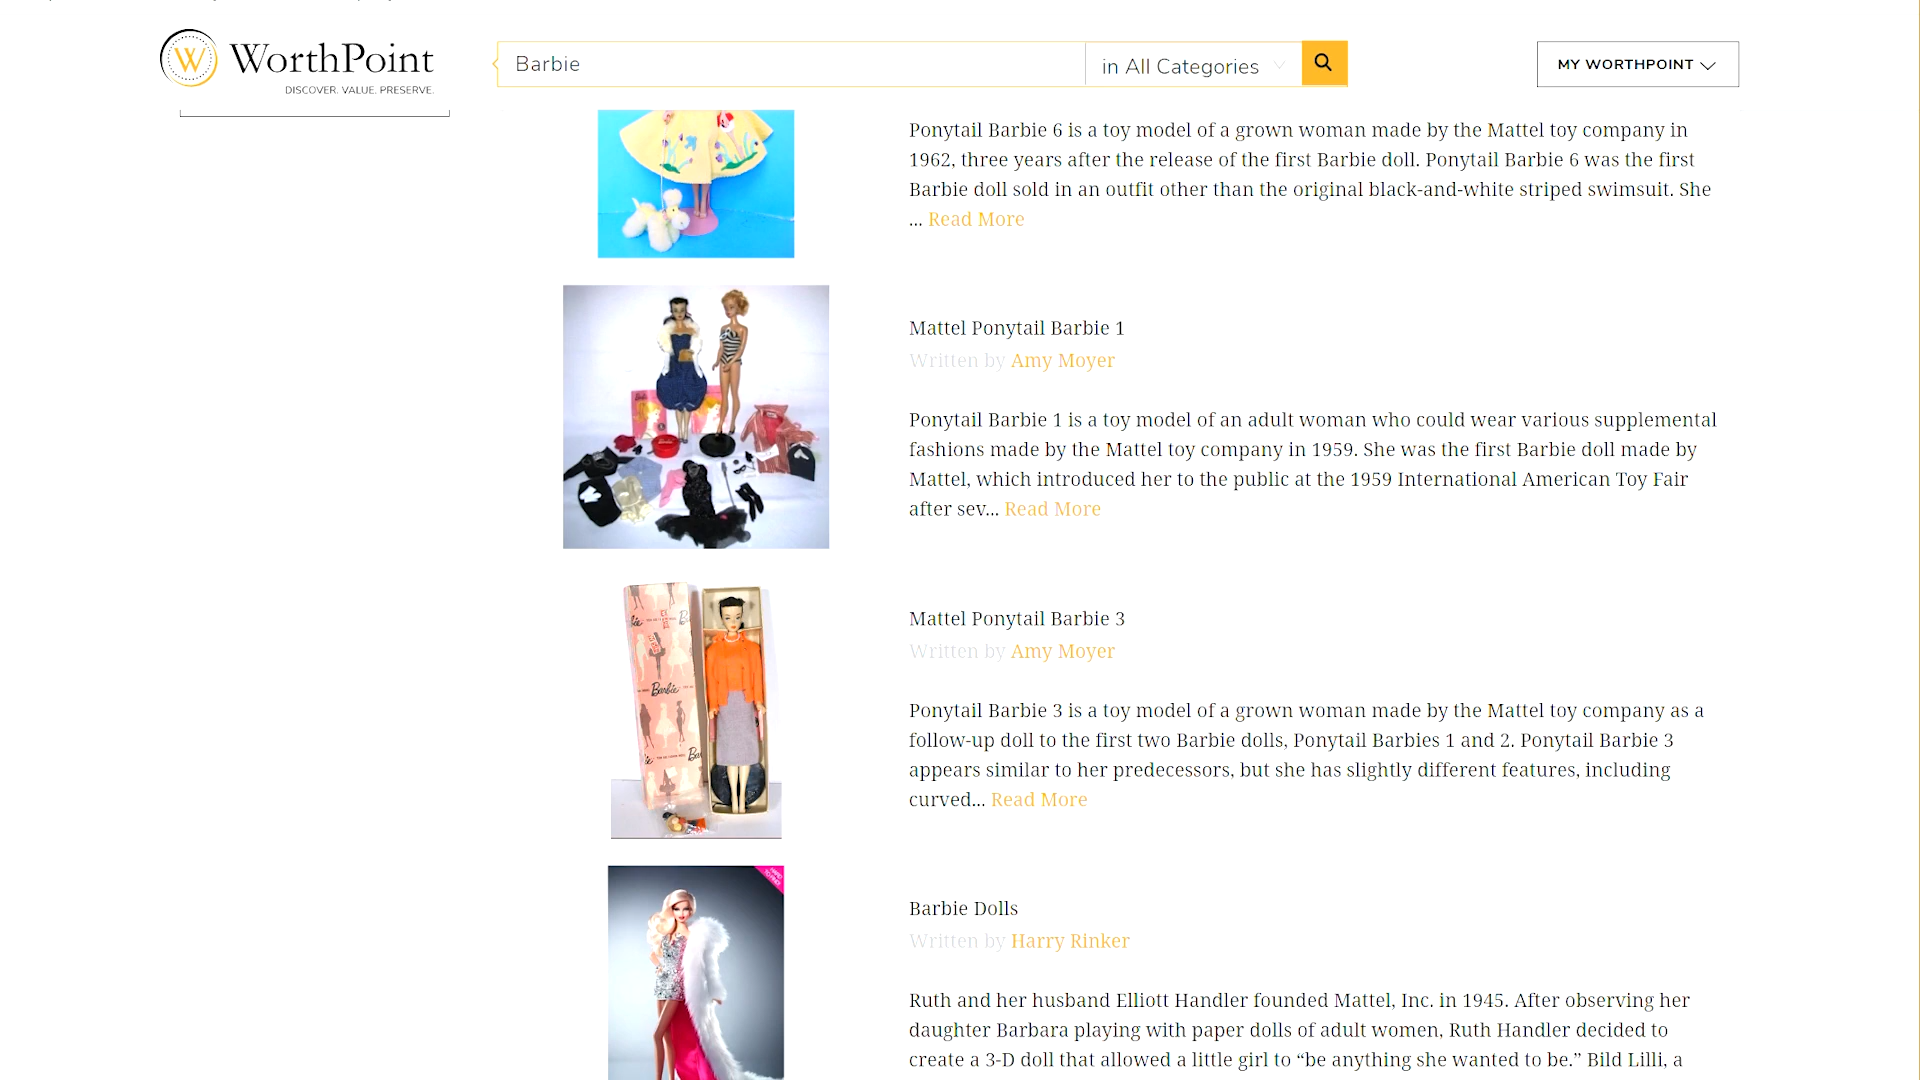 WorthPoint
DISCOVER. VALUE. PRESERVE.
Barbie
in All Categories
MY WORTHPOINT
Ponytail Barbie 6 is a toy model of a grown woman made by the Mattel toy company in
1962, three years after the release of the first Barbie doll. Ponytail Barbie 6 was the first
Barbie doll sold in an outfit other than the original black-and-white striped swimsuit. She
... Read More
Mattel Ponytail Barbie 1
Written by Amy Moyer
Ponytail Barbie 1 is a toy model of an adult woman who could wear various supplemental
fashions made by the Mattel toy company in 1959. She was the first Barbie doll made by
Mattel, which introduced her to the public at the 1959 International American Toy Fair
after sev... Read More
Barbie
Mattel Ponytail Barbie 3
Written by Amy Moyer
Ponytail Barbie 3 is a toy model of a grown woman made by the Mattel toy company as a
follow-up doll to the first two Barbie dolls, Ponytail Barbies 1 and 2. Ponytail Barbie 3
appears similar to her predecessors, but she has slightly different features, including
curved... Read More
Barbie Dolls
Written by Harry Rinker
Ruth and her husband Elliott Handler founded Mattel, Inc. in 1945. After observing her
daughter Barbara playing with paper dolls of adult women, Ruth Handler decided to
create a 3-D doll that allowed a little girl to “be anything she wanted to be.” Bild Lilli, a